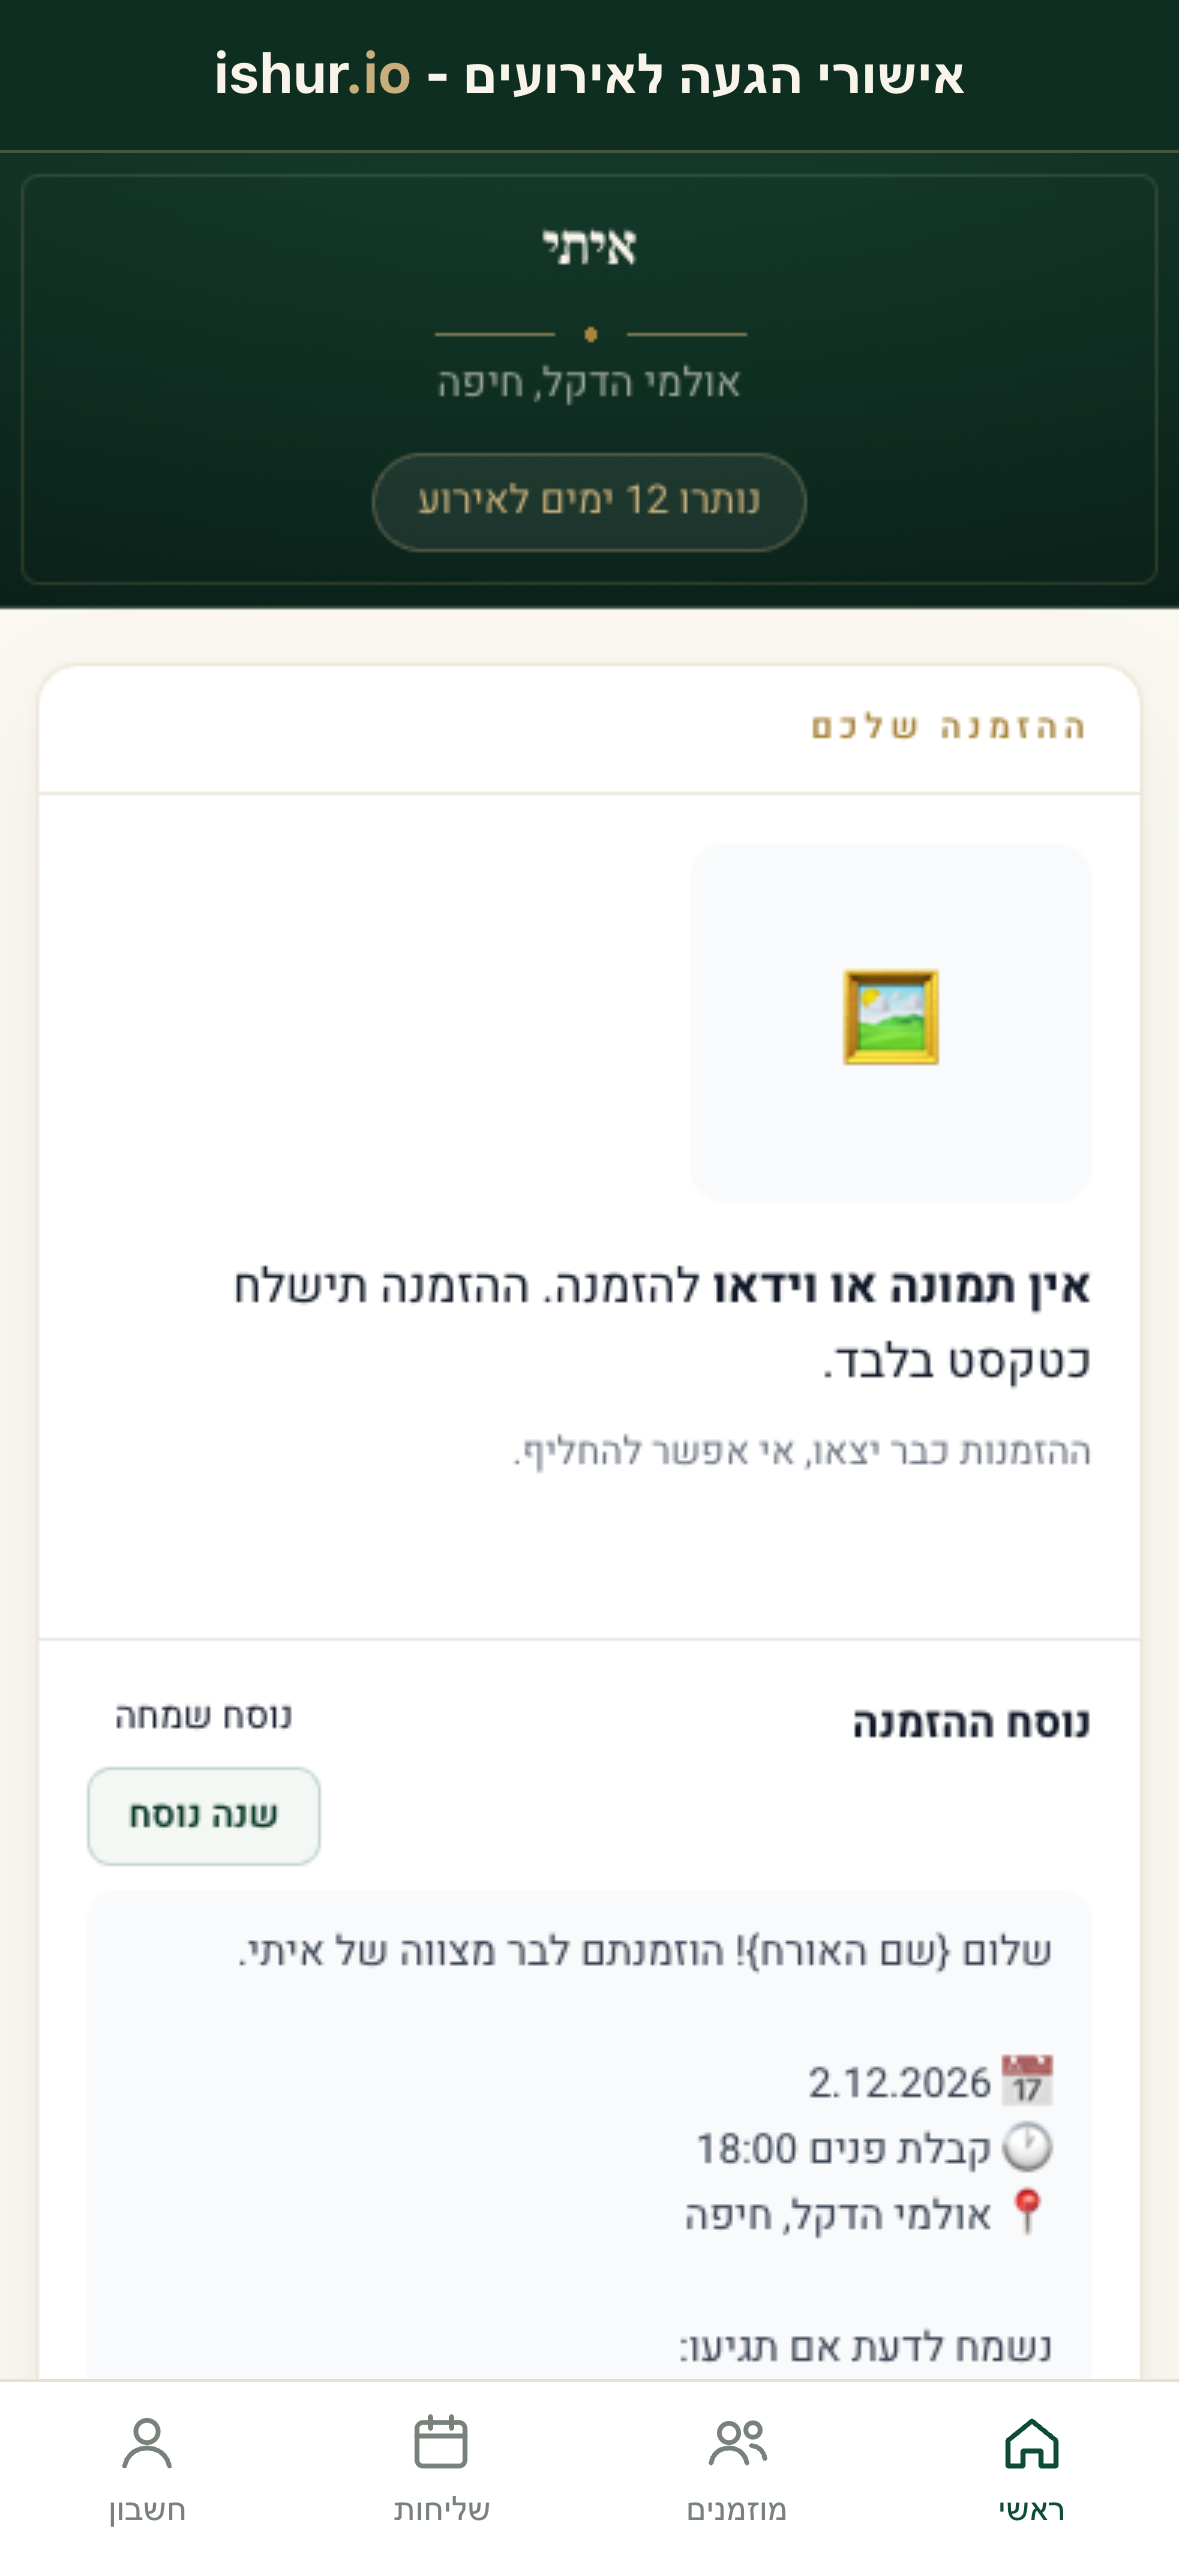 אישורי הגעה לאירועים - ishur.io
איתי
אולמי הדקל, חיפה
נותרו 12 ימים לאירוע
ההזמנה שלכם
אין תמונה או וידאו להזמנה. ההזמנה תישלח
כטקסט בלבד.
ההזמנות כבר יצאו, אי אפשר להחליף.
נוסח ההזמנה
נוסח שמחה
שנה נוסח
שלום {שם האורח}! הוזמנתם לבר מצווה של איתי.
📅 2.12.2026
🕐 קבלת פנים 18:00
📍 אולמי הדקל, חיפה
נשמח לדעת אם תגיעו:
ראשי
מוזמנים
שליחות
חשבון